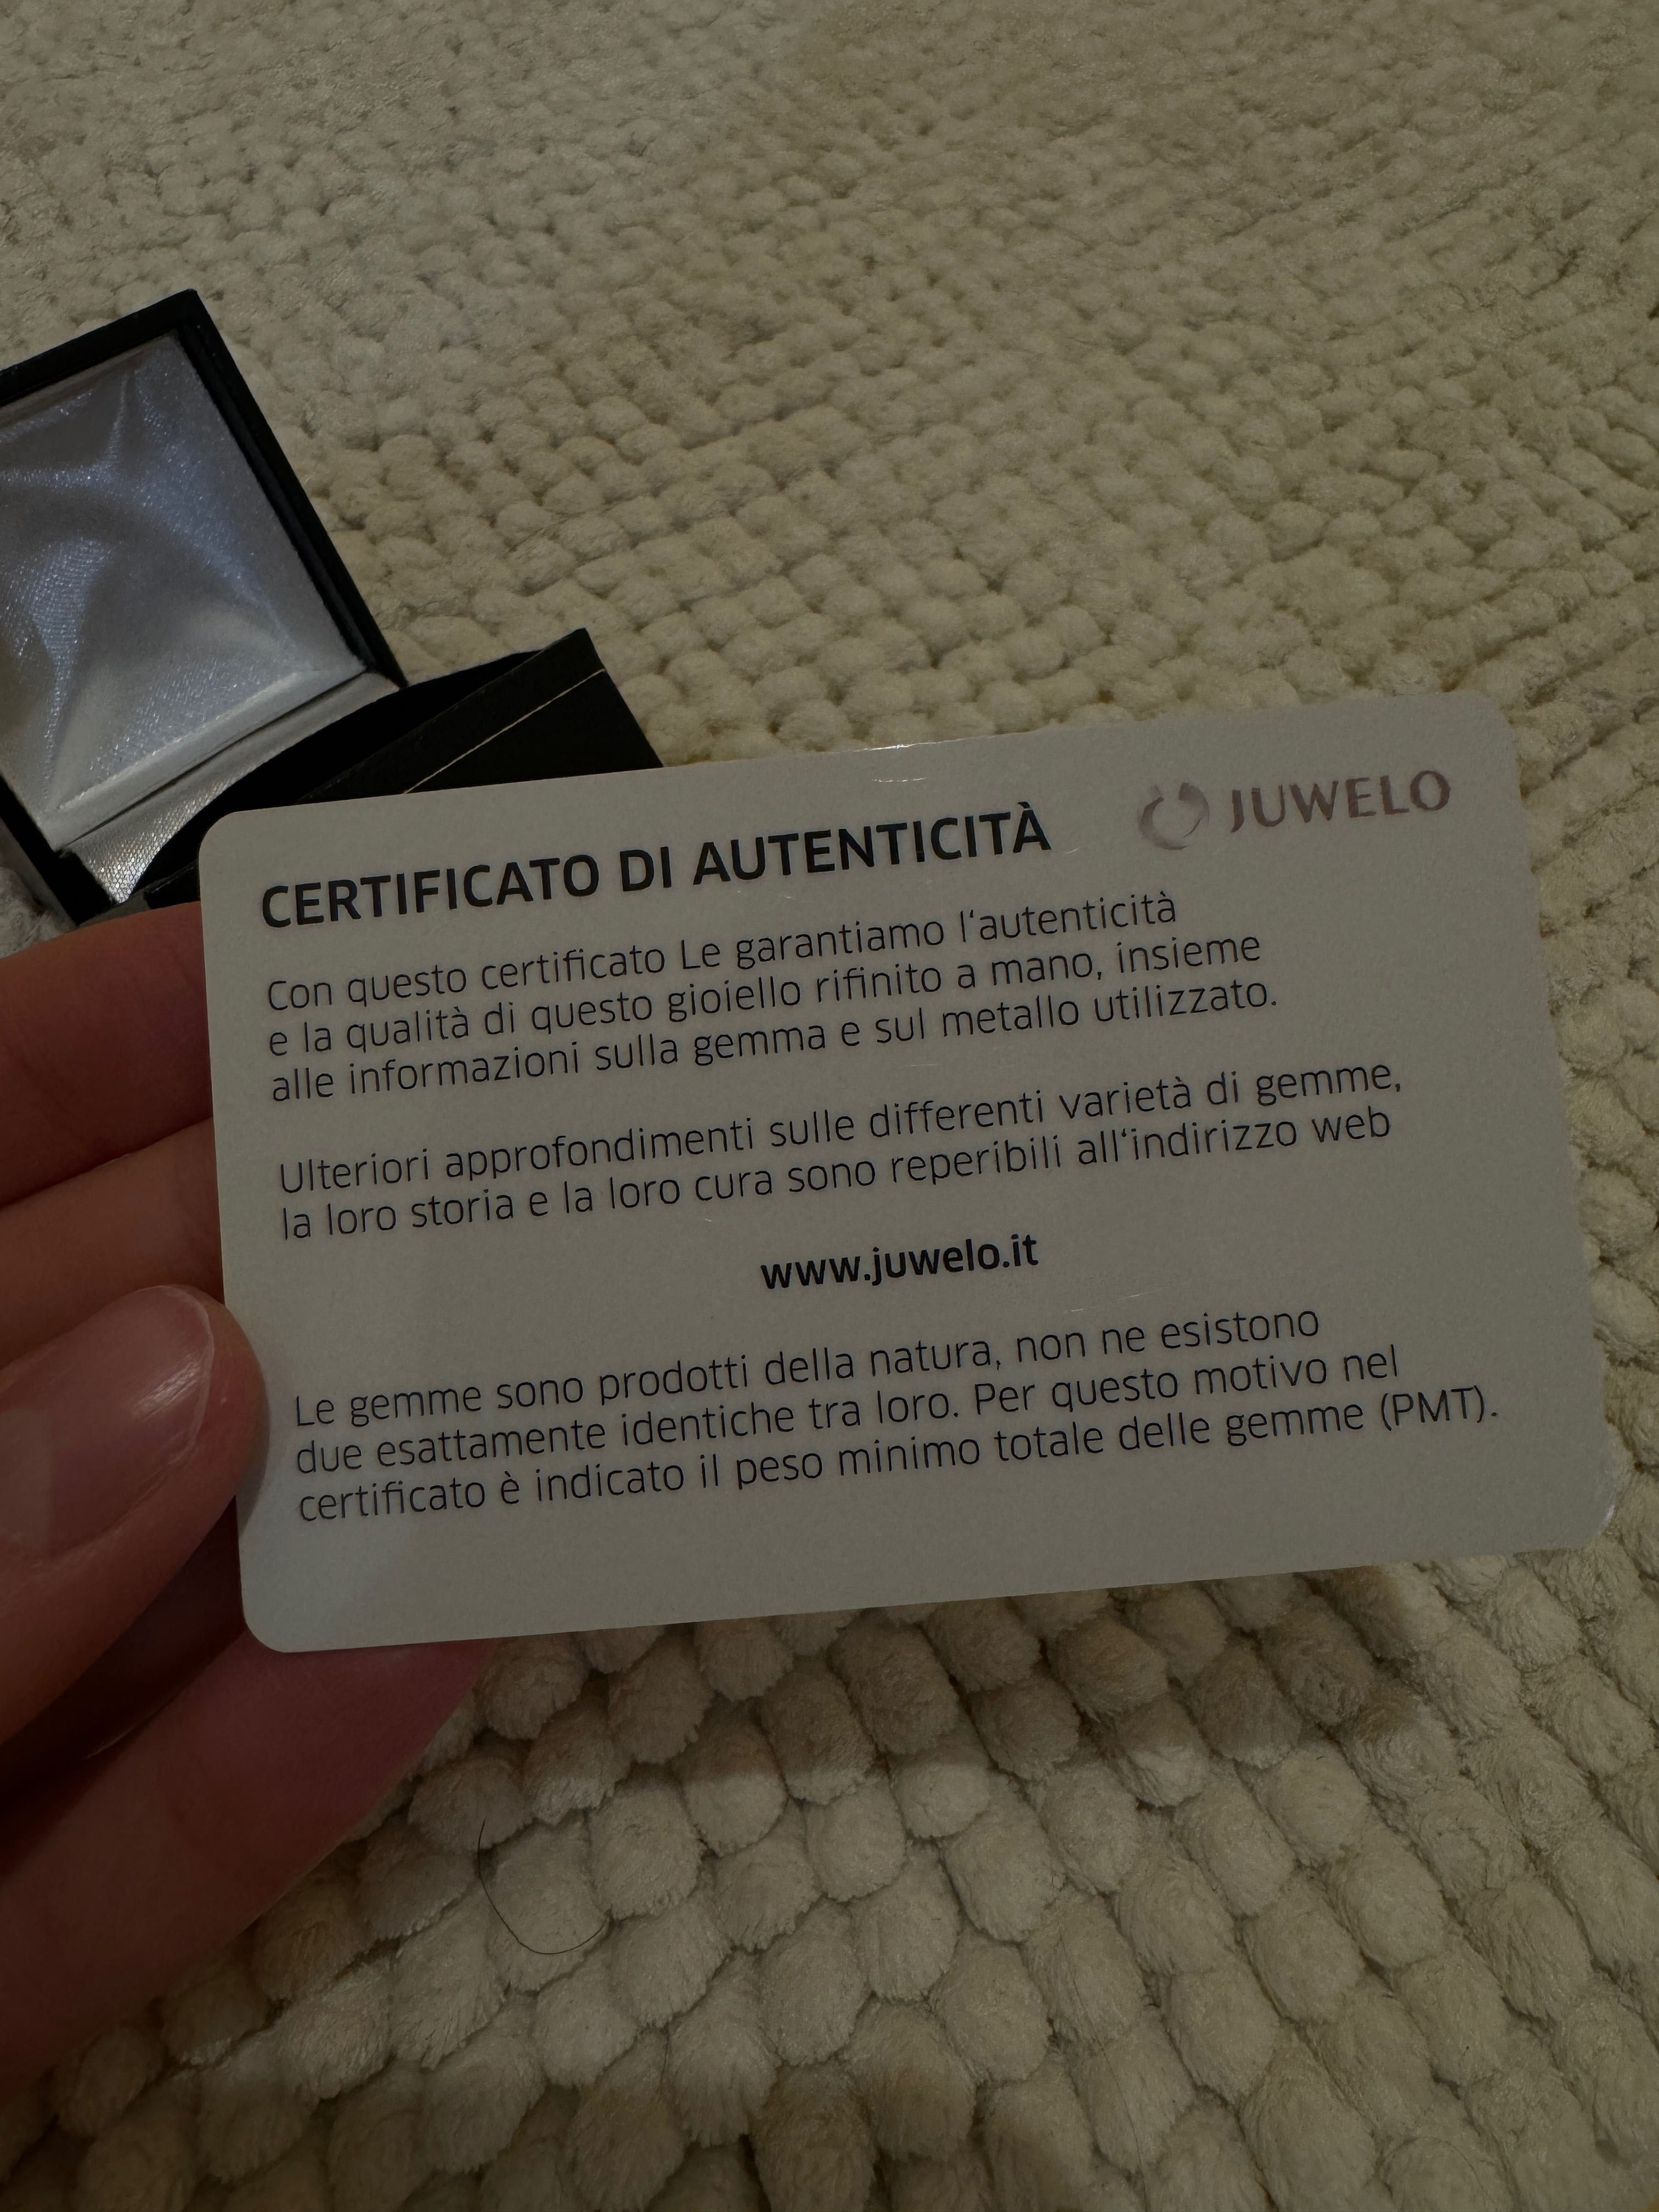 CERTIFICATO DI AUTENTICITÀ
JUWELO
Con questo certificato Le garantiamo l‘autenticità
e la qualità di questo gioiello rifinito a mano, insieme
alle informazioni sulla gemma e sul metallo utilizzato.
Ulteriori approfondimenti sulle differenti varietà di gemme,
la loro storia e la loro cura sono reperibili all‘indirizzo web
www.juwelo.it
Le gemme sono prodotti della natura, non ne esistono
due esattamente identiche tra loro. Per questo motivo nel
certificato è indicato il peso minimo totale delle gemme (PMT).